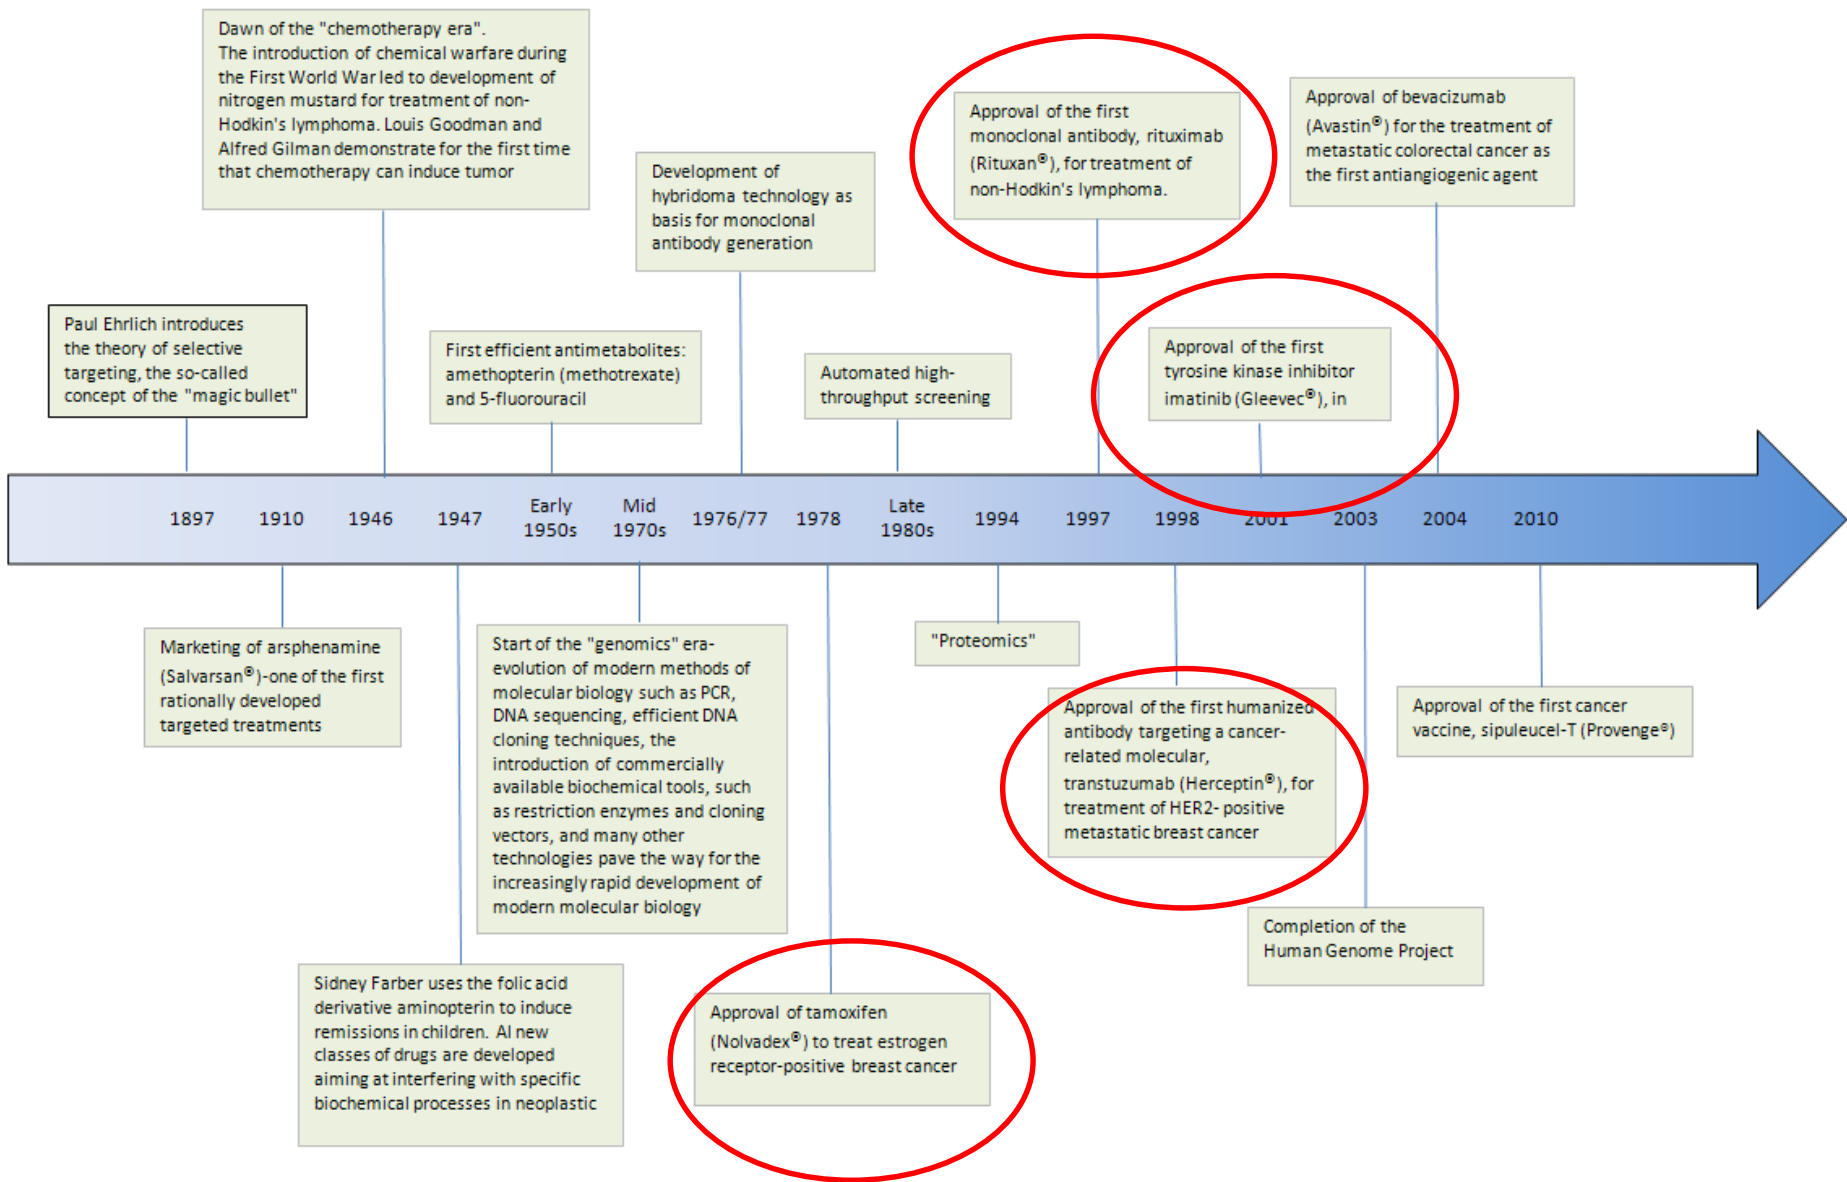 Dawn of the "chemotherapy era".
The introduction of chemical warfare during
the First World War led to development of
nitrogen mustard for treatment of non-
Hodkin's lymphoma. Louis Goodman and
Alfred Gilman demonstrate for the first time
that chemotherapy can induce tumor
Development of
hybridoma technology as
basis for monoclonal
antibody generation
Approval of the first
monoclonal antibody, rituximab
(Rituxan®), for treatment of
non-Hodkin's lymphoma.
Approval of bevacizumab
(Avastin®) for the treatment of
metastatic colorectal cancer as
the first antiangiogenic agent
Paul Ehrlich introduces
the theory of selective
targeting, the so-called
concept of the "magic bullet"
First efficient antimetabolites:
amethopterin (methotrexate)
and 5-fluorouracil
Automated high-
throughput screening
Approval of the first
tyrosine kinase inhibitor
imatinib (Gleevec®), in
1897
1910
1946
1947
Early
1950s
Mid
1970s
1976/77
1978
Late
1980s
1994
1997
1998
2001
2003
2004
2010
Marketing of arsphenamine
(Salvarsan®)-one of the first
rationally developed
targeted treatments
Start of the "genomics" era-
evolution of modern methods of
molecular biology such as PCR,
DNA sequencing, efficient DNA
cloning techniques, the
introduction of commercially
available biochemical tools, such
as restriction enzymes and cloning
vectors, and many other
technologies pave the way for the
increasingly rapid development of
modern molecular biology
"Proteomics"
Approval of the first humanized
antibody targeting a cancer-
related molecular,
transtuzumab (Herceptin®), for
treatment of HER2- positive
metastatic breast cancer
Approval of the first cancer
vaccine, sipuleucel-T (Provenge®)
Completion of the
Human Genome Project
Sidney Farber uses the folic acid
derivative aminopterin to induce
remissions in children. Al new
classes of drugs are developed
aiming at interfering with specific
biochemical processes in neoplastic
Approval of tamoxifen
(Nolvadex®) to treat estrogen
receptor-positive breast cancer